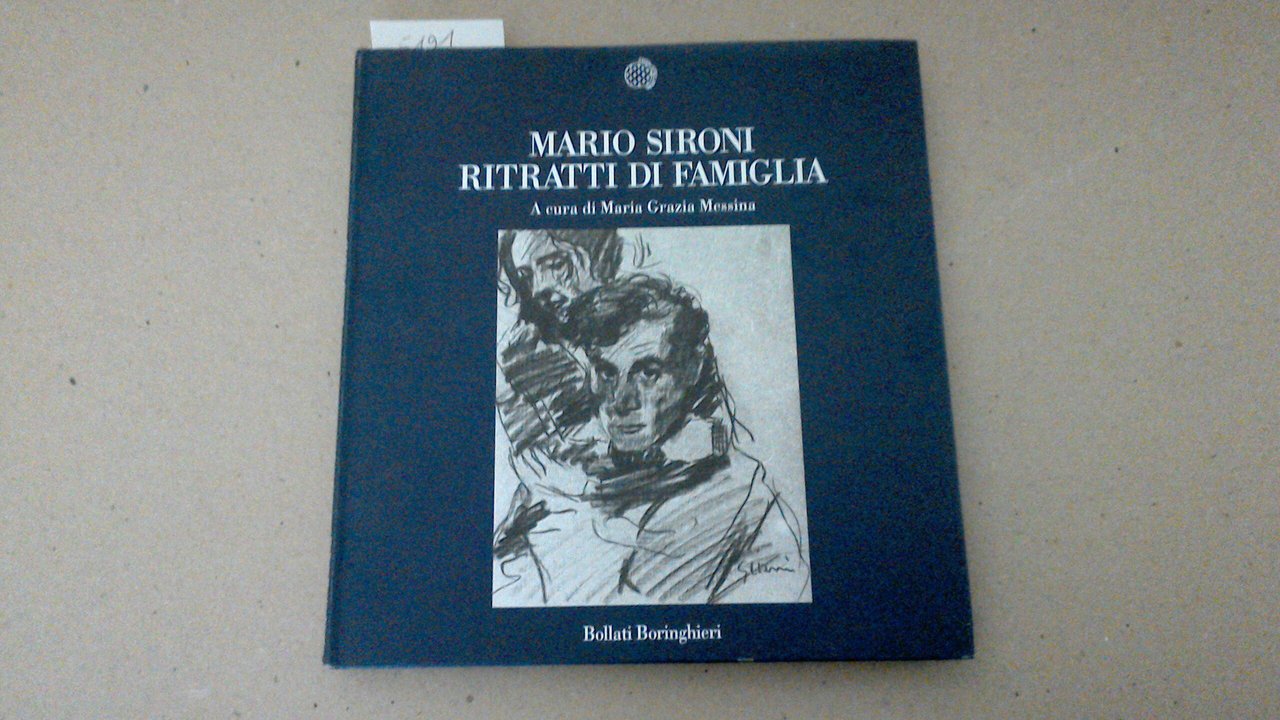 MARIO SIRONI
RITRATTI DI FAMIGLIA
A cura di Maria Grazia Messina
Bollati Boringhieri